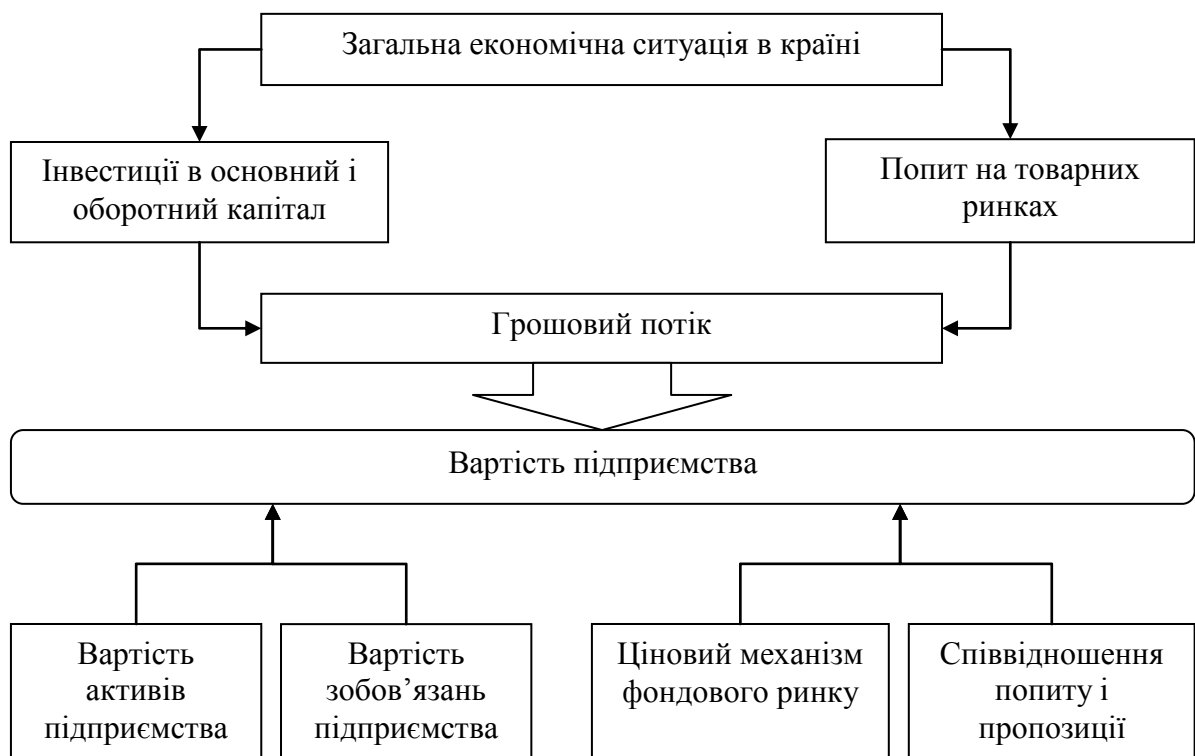 Загальна економічна ситуація в країні
Інвестиції в основний і
оборотний капітал
Попит на товарних
ринках
Грошовий потік
Вартість підприємства
Вартість
активів
підприємства
Вартість
зобов’язань
підприємства
Ціновий механізм
фондового ринку
Співвідношення
попиту і
пропозиції